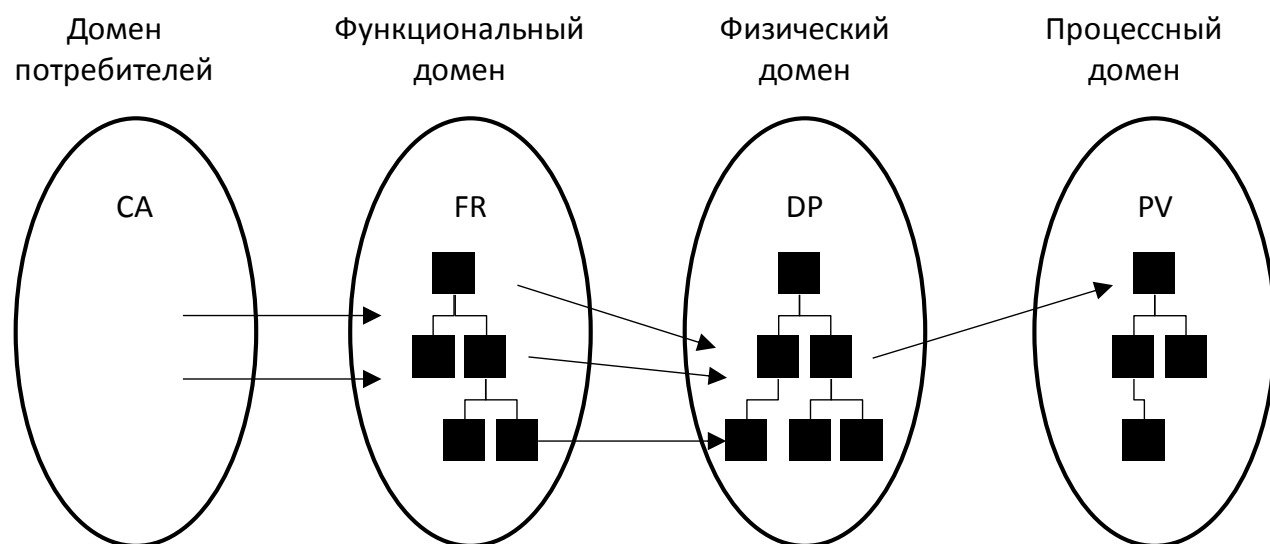 Домен
потребителей
Функциональный
домен
Физический
домен
Процессный
домен
CA
FR
DP
PV